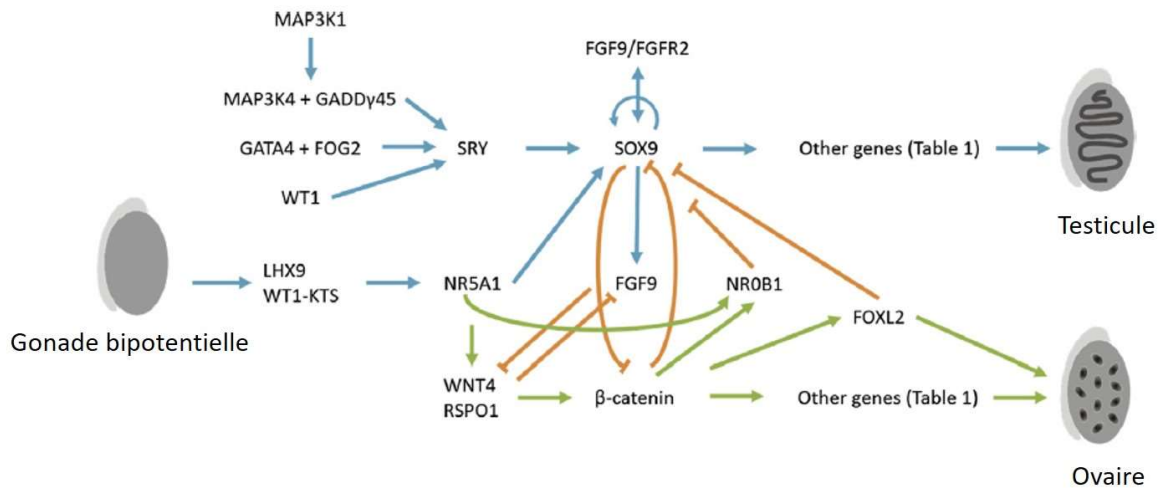 MAP3K1
FGF9/FGFR2
MAP3K4 + GADDγ45
GATA4 + FOG2
SRY
SOX9
Other genes (Table 1)
WT1
Testicule
LHX9
WT1-KTS
NR5A1
FGF9
NR0B1
Gonade bipotentielle
FOXL2
WNT4
RSPO1
β-catenin
Other genes (Table 1)
Ovaire